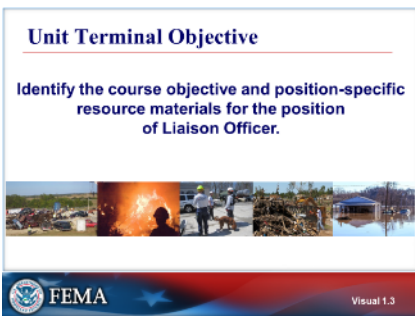 Unit Terminal Objective
Identify the course objective and position-specific
resource materials for the position
of Liaison Officer.
FEMA
Visual 1.3